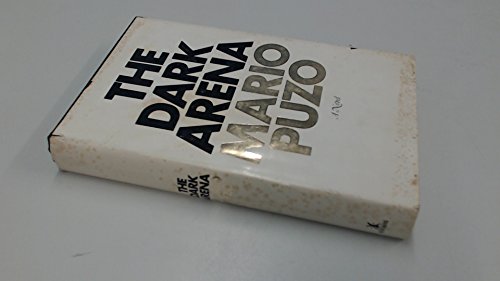 THE
DARK
ARENA
MARIO
PUZO
A Novel
THE
DARK
ARENA